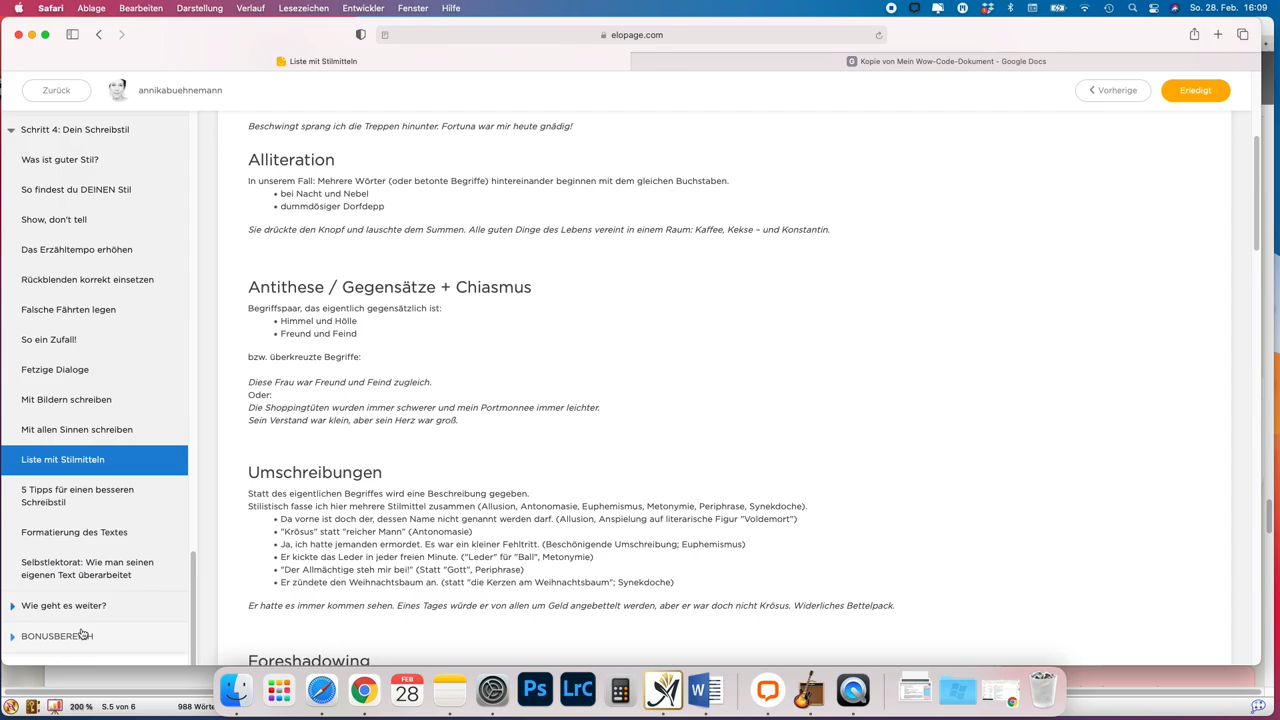 Safari Ablage Bearbeiten Darstellung Verlauf Lesezeichen Entwickler Fenster Hilfe So. 28. Feb. 16:09
elopage.com
Liste mit Stilmitteln
Kopie von Mein Wow-Code-Dokument - Google Docs
Zurück
annikabuehnemann
Vorherige
Erledigt
Schritt 4: Dein Schreibstil
Was ist guter Stil?
So findest du DEINEN Stil
Show, don't tell
Das Erzähltempo erhöhen
Rückblenden korrekt einsetzen
Falsche Fährten legen
So ein Zufall!
Fetzige Dialoge
Mit Bildern schreiben
Mit allen Sinnen schreiben
Liste mit Stilmitteln
5 Tipps für einen besseren
Schreibstil
Formatierung des Textes
Selbstlektorat: Wie man seinen
eigenen Text überarbeitet
Wie geht es weiter?
BONUSBEREICH
Beschwingt sprang ich die Treppen hinunter. Fortuna war mir heute gnädig!
Alliteration
In unserem Fall: Mehrere Wörter (oder betonte Begriffe) hintereinander beginnen mit dem gleichen Buchstaben.
• bei Nacht und Nebel
• dummdösiger Dorfdepp
Sie drückte den Knopf und lauschte dem Summen. Alle guten Dinge des Lebens vereint in einem Raum: Kaffee, Kekse – und Konstantin.
Antithese / Gegensätze + Chiasmus
Begriffspaar, das eigentlich gegensätzlich ist:
• Himmel und Hölle
• Freund und Feind
bzw. überkreuzte Begriffe:
Diese Frau war Freund und Feind zugleich.
Oder:
Die Shoppingtüten wurden immer schwerer und mein Portmonnee immer leichter.
Sein Verstand war klein, aber sein Herz war groß.
Umschreibungen
Statt des eigentlichen Begriffes wird eine Beschreibung gegeben.
Stilistisch fasse ich hier mehrere Stilmittel zusammen (Allusion, Antonomasie, Euphemismus, Metonymie, Periphrase, Synekdoche).
• Da vorne ist doch der, dessen Name nicht genannt werden darf. (Allusion, Anspielung auf literarische Figur "Voldemort")
• "Krösus" statt "reicher Mann" (Antonomasie)
• Ja, ich hatte jemanden ermordet. Es war ein kleiner Fehltritt. (Beschönigende Umschreibung; Euphemismus)
• Er kickte das Leder in jeder freien Minute. ("Leder" für "Ball", Metonymie)
• "Der Allmächtige steh mir bei!" (Statt "Gott", Periphrase)
• Er zündete den Weihnachtsbaum an. (statt "die Kerzen am Weihnachtsbaum"; Synekdoche)
Er hatte es immer kommen sehen. Eines Tages würde er von allen um Geld angebettelt werden, aber er war doch nicht Krösus. Widerliches Bettelpack.
Foreshadowing
FEB
28
Ps
LrC
W
200 % S.5 von 6 988 Wörte